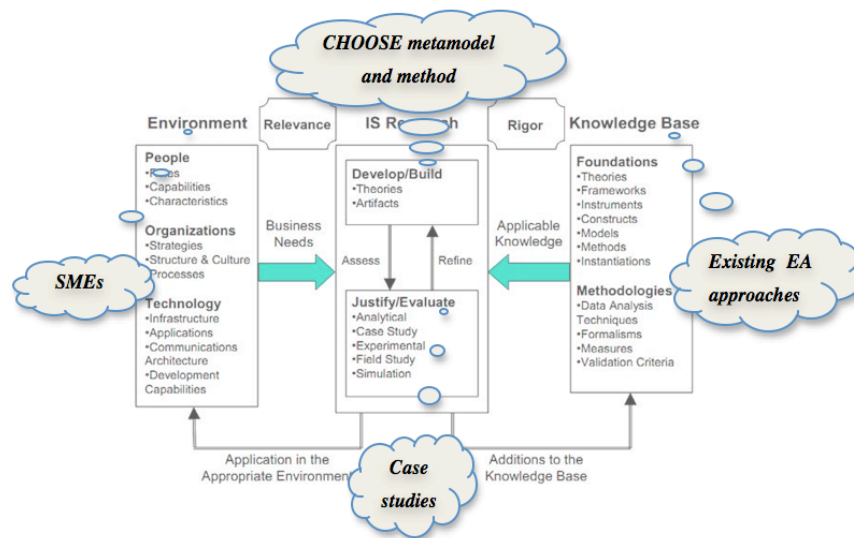 CHOOSE metamodel
and method
Environment
Relevance
IS Research
Rigor
Knowledge Base
People
•Roles
•Capabilities
•Characteristics
Organizations
•Strategies
•Structure & Culture
•Processes
Technology
•Infrastructure
•Applications
•Communications
Architecture
•Development
Capabilities
SMEs
Business
Needs
Develop/Build
•Theories
•Artifacts
Assess
Refine
Justify/Evaluate
•Analytical
•Case Study
•Experimental
•Field Study
•Simulation
Applicable
Knowledge
Foundations
•Theories
•Frameworks
•Instruments
•Constructs
•Models
•Methods
•Instantiations
Methodologies
•Data Analysis
Techniques
•Formalisms
•Measures
•Validation Criteria
Existing EA
approaches
Application in the
Appropriate Environment
Case
studies
Additions to the
Knowledge Base